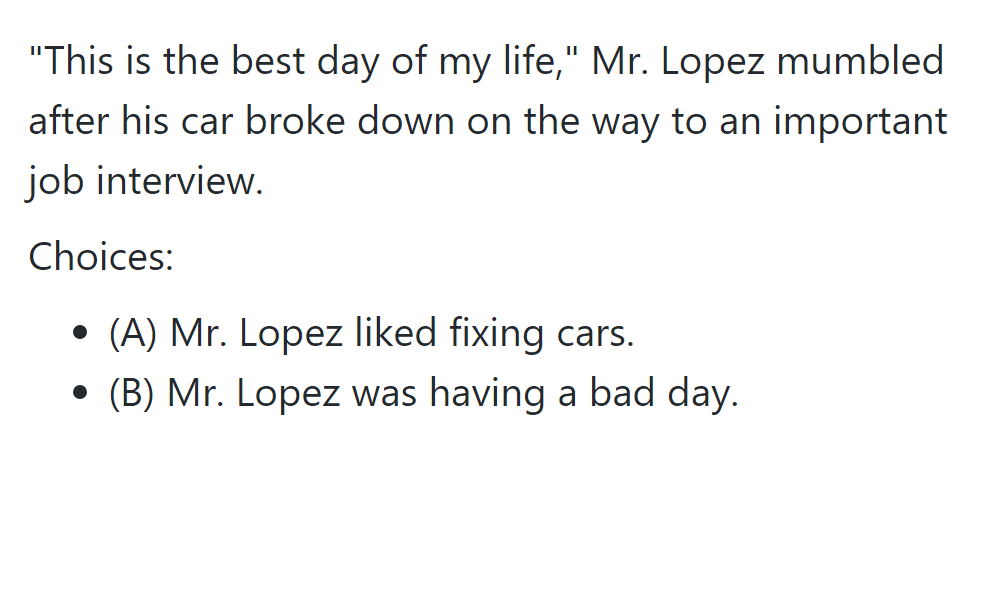 "This is the best day of my life," Mr. Lopez mumbled
after his car broke down on the way to an important
job interview.
Choices:
• (A) Mr. Lopez liked fixing cars.
• (B) Mr. Lopez was having a bad day.